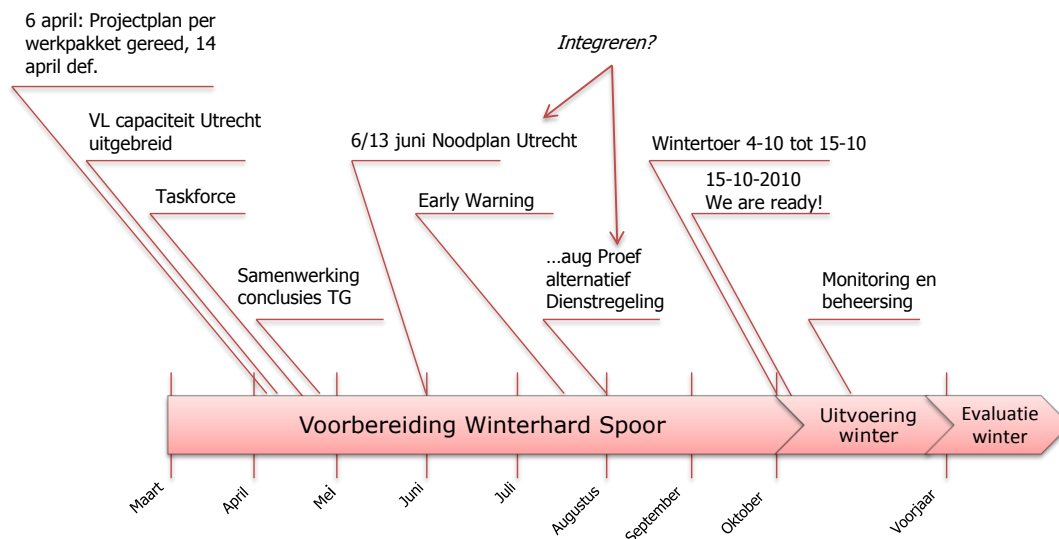 6 april: Projectplan per
werkpakket gereed, 14
april def.
Integreren?
VL capaciteit Utrecht
uitgebreid
6/13 juni Noodplan Utrecht
Wintertoer 4-10 tot 15-10
Taskforce
Early Warning
15-10-2010
We are ready!
Samenwerking
conclusies TG
...aug Proef
alternatief
Dienstregeling
Monitoring en
beheersing
Voorbereiding Winterhard Spoor
Uitvoering
winter
Evaluatie
winter
Maart
April
Mei
Juni
Juli
Augustus
September
Oktober
Voorjaar